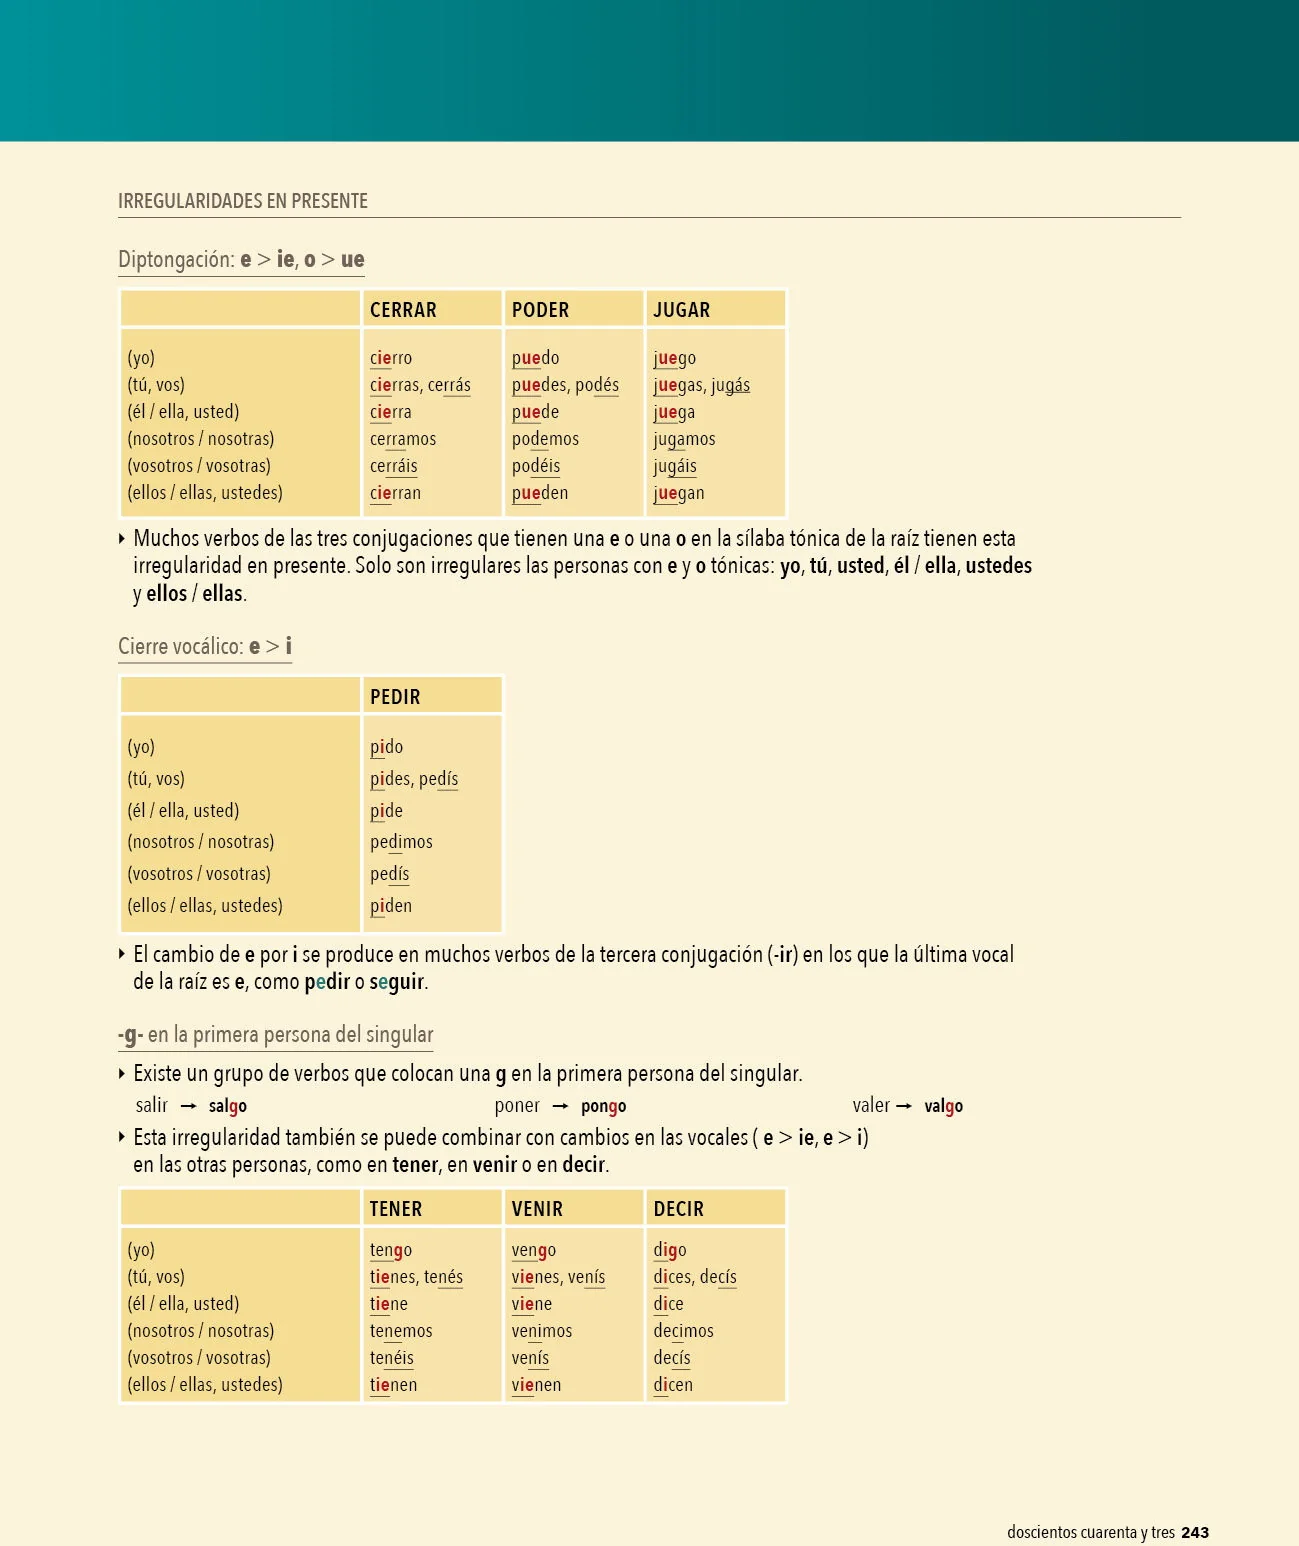 IRREGULARIDADES EN PRESENTE
Diptongación: e > ie, o > ue
CERRAR PODER JUGAR
(yo) cierro puedo juego
(tú, vos) cierras, cerrás puedes, podés juegas, jugás
(él / ella, usted) cierra puede juega
(nosotros / nosotras) cerramos podemos jugamos
(vosotros / vosotras) cerráis podéis jugáis
(ellos / ellas, ustedes) cierran pueden juegan
‣ Muchos verbos de las tres conjugaciones que tienen una e o una o en la sílaba tónica de la raíz tienen esta
irregularidad en presente. Solo son irregulares las personas con e y o tónicas: yo, tú, usted, él / ella, ustedes
y ellos / ellas.
Cierre vocálico: e > i
PEDIR
(yo) pido
(tú, vos) pides, pedís
(él / ella, usted) pide
(nosotros / nosotras) pedimos
(vosotros / vosotras) pedís
(ellos / ellas, ustedes) piden
‣ El cambio de e por i se produce en muchos verbos de la tercera conjugación (-ir) en los que la última vocal
de la raíz es e, como pedir o seguir.
-g- en la primera persona del singular
‣ Existe un grupo de verbos que colocan una g en la primera persona del singular.
salir → salgo poner → pongo valer → valgo
‣ Esta irregularidad también se puede combinar con cambios en las vocales ( e > ie, e > i)
en las otras personas, como en tener, en venir o en decir.
TENER VENIR DECIR
(yo) tengo vengo digo
(tú, vos) tienes, tenés vienes, venís dices, decís
(él / ella, usted) tiene viene dice
(nosotros / nosotras) tenemos venimos decimos
(vosotros / vosotras) tenéis venís decís
(ellos / ellas, ustedes) tienen vienen dicen
doscientos cuarenta y tres 243